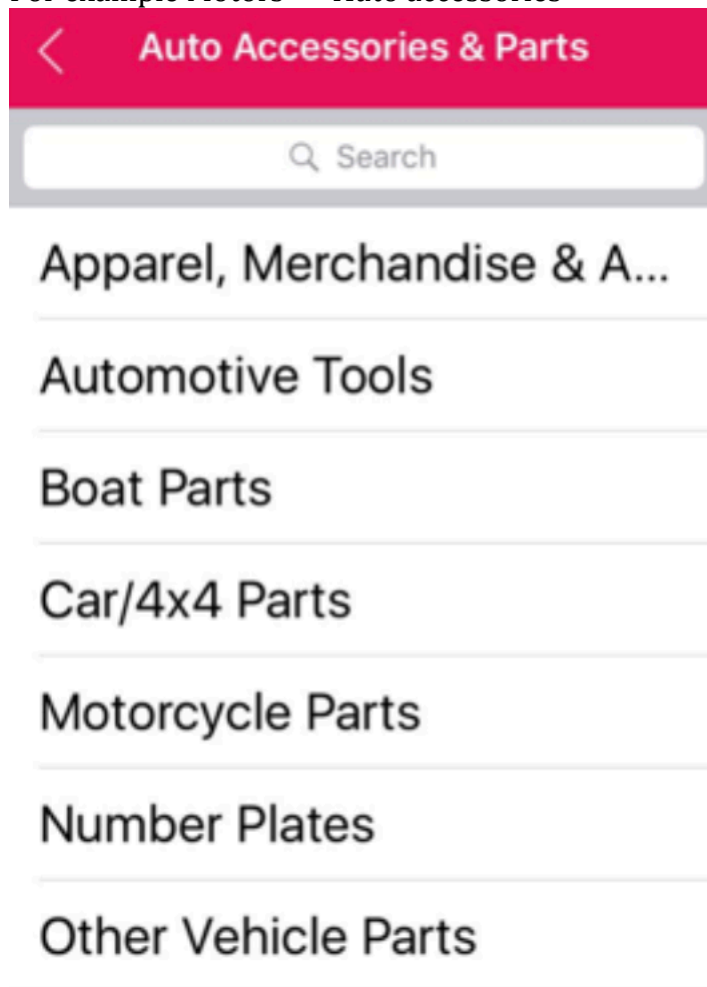 Auto Accessories & Parts
Search
Apparel, Merchandise & A...
Automotive Tools
Boat Parts
Car/4x4 Parts
Motorcycle Parts
Number Plates
Other Vehicle Parts